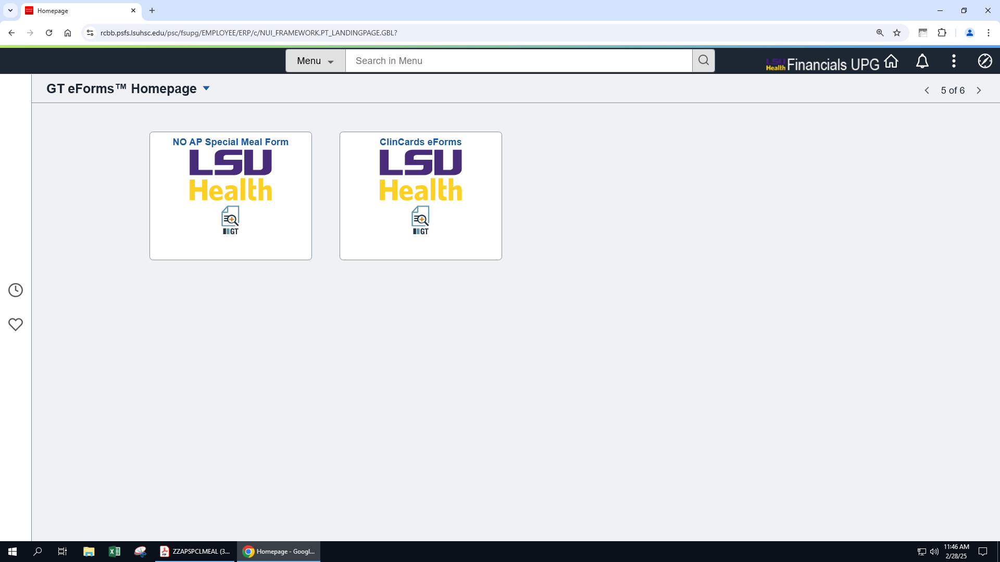 Homepage
rcbb.psfs.lsuhsc.edu/psc/fsupg/EMPLOYEE/ERP/c/NUI_FRAMEWORK.PT_LANDINGPAGE.GBL?
Menu
Search in Menu
LSU Health Financials UPG
GT eForms™ Homepage
5 of 6
NO AP Special Meal Form
LSU
Health
GT
ClinCards eForms
LSU
Health
GT
ZZAPSPCLMEAL (3...
Homepage - Googl...
11:46 AM
2/28/25